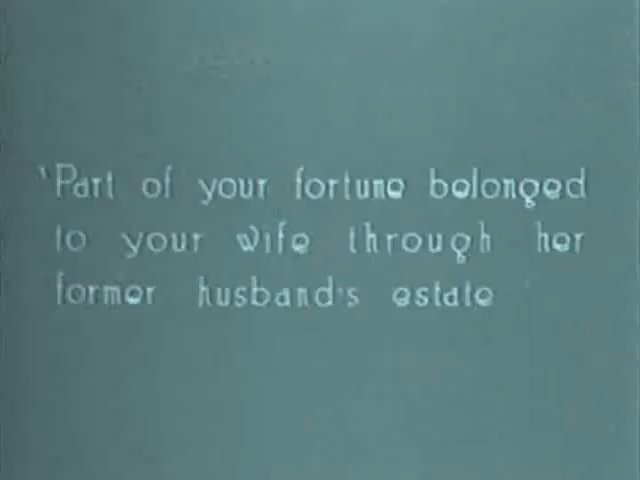 'Part of your fortune belonged
to your wife through her
former husband's estate